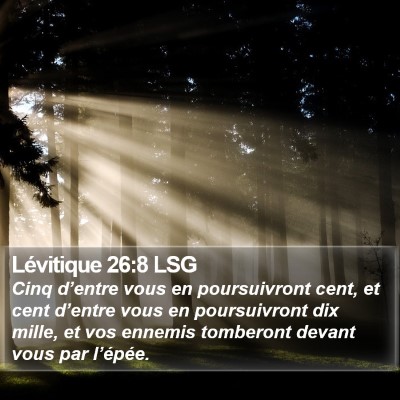 Lévitique 26:8 LSG
Cinq d’entre vous en poursuivront cent, et
cent d’entre vous en poursuivront dix
mille, et vos ennemis tomberont devant
vous par l’épée.